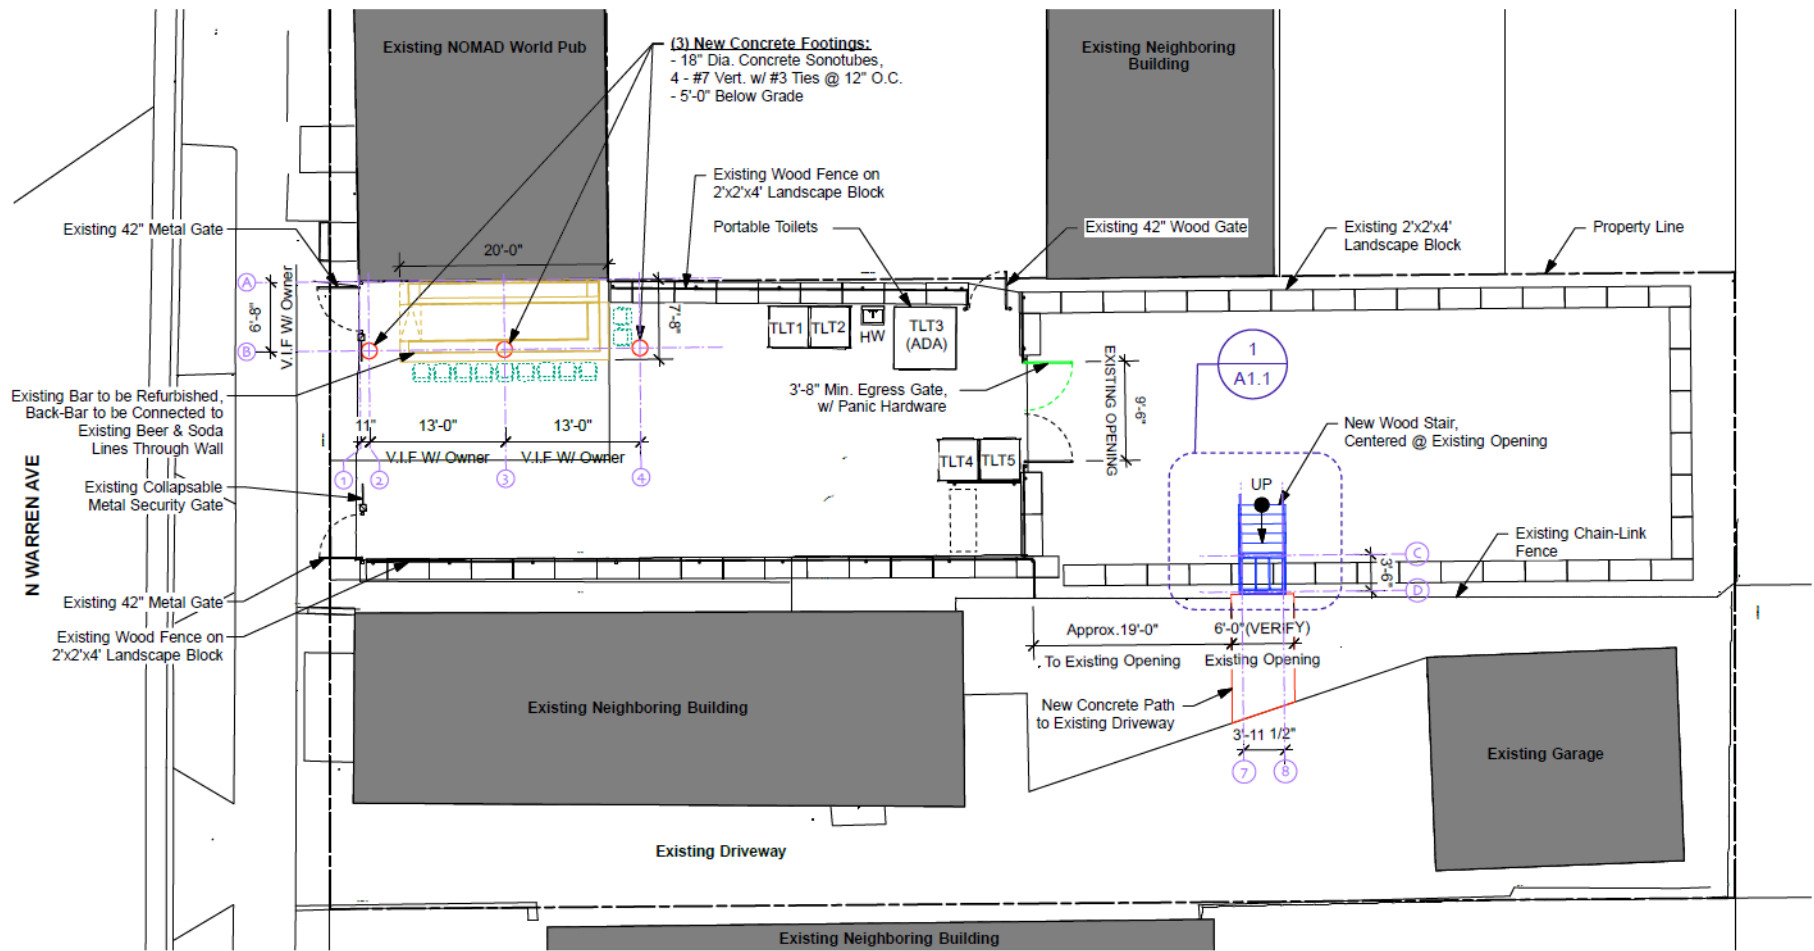 Existing NOMAD World Pub
(3) New Concrete Footings:
- 18" Dia. Concrete Sonotubes,
4 - #7 Vert. w/ #3 Ties @ 12" O.C.
- 5'-0" Below Grade
Existing Neighboring
Building
Existing Wood Fence on
2'x2'x4' Landscape Block
Portable Toilets
Existing 42" Wood Gate
Existing 2'x2'x4'
Landscape Block
Property Line
Existing 42" Metal Gate
20'-0"
A
6'-8"
V.I.F W/ Owner
B
7'-8"
TLT1
TLT2
HW
TLT3
(ADA)
1
A1.1
EXISTING OPENING
9'-6"
3'-8" Min. Egress Gate,
w/ Panic Hardware
Existing Bar to be Refurbished,
Back-Bar to be Connected to
Existing Beer & Soda
Lines Through Wall
11"
13'-0"
13'-0"
V.I.F W/ Owner
V.I.F W/ Owner
1
2
3
4
New Wood Stair,
Centered @ Existing Opening
TLT4
TLT5
UP
Existing Collapsable
Metal Security Gate
N WARREN AVE
Existing Chain-Link
Fence
C
3'-6"
D
Existing 42" Metal Gate
Existing Wood Fence on
2'x2'x4' Landscape Block
Approx.19'-0"
6'-0"(VERIFY)
To Existing Opening
Existing Opening
Existing Neighboring Building
New Concrete Path
to Existing Driveway
3'-11 1/2"
7
8
Existing Garage
Existing Driveway
Existing Neighboring Building